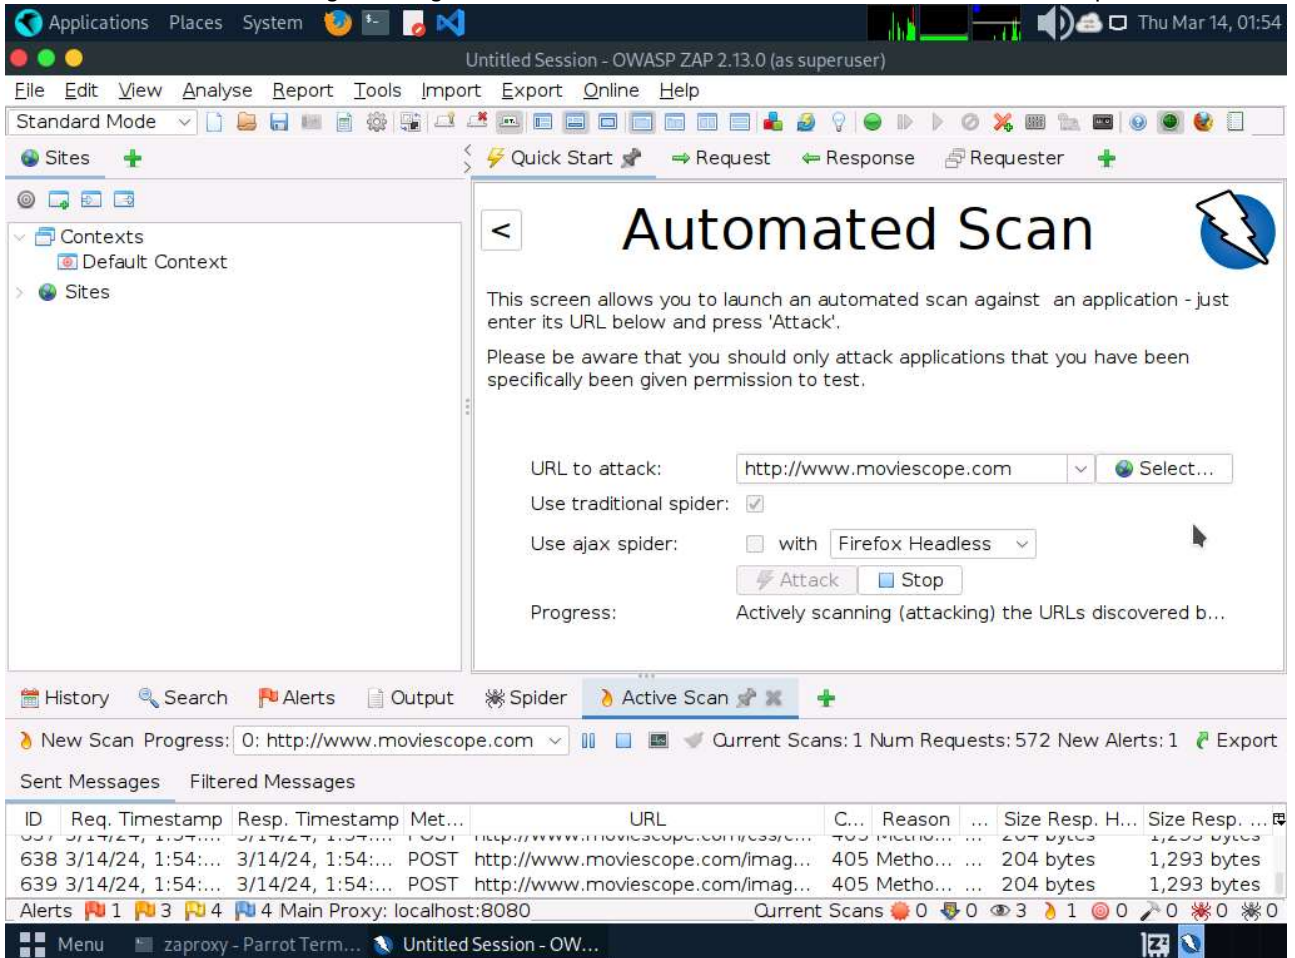 Applications Places System Thu Mar 14, 01:54
Untitled Session - OWASP ZAP 2.13.0 (as superuser)
File Edit View Analyse Report Tools Import Export Online Help
Standard Mode
Sites Quick Start Request Response Requester
< Automated Scan
Contexts
Default Context
Sites
This screen allows you to launch an automated scan against an application - just
enter its URL below and press 'Attack'.
Please be aware that you should only attack applications that you have been
specifically been given permission to test.
URL to attack: http://www.moviescope.com Select...
Use traditional spider:
Use ajax spider: with Firefox Headless
Attack Stop
Progress: Actively scanning (attacking) the URLs discovered b...
History Search Alerts Output Spider Active Scan
New Scan Progress: 0: http://www.moviescope.com Current Scans: 1 Num Requests: 572 New Alerts: 1 Export
Sent Messages Filtered Messages
ID Req. Timestamp Resp. Timestamp Met... URL C... Reason ... Size Resp. H... Size Resp. ...
638 3/14/24, 1:54:... 3/14/24, 1:54:... POST http://www.moviescope.com/imag... 405 Metho... ... 204 bytes 1,293 bytes
639 3/14/24, 1:54:... 3/14/24, 1:54:... POST http://www.moviescope.com/imag... 405 Metho... ... 204 bytes 1,293 bytes
Alerts 1 3 4 4 Main Proxy: localhost:8080 Current Scans 0 0 3 1 0 0 0 0
Menu zaproxy - Parrot Term... Untitled Session - OW...